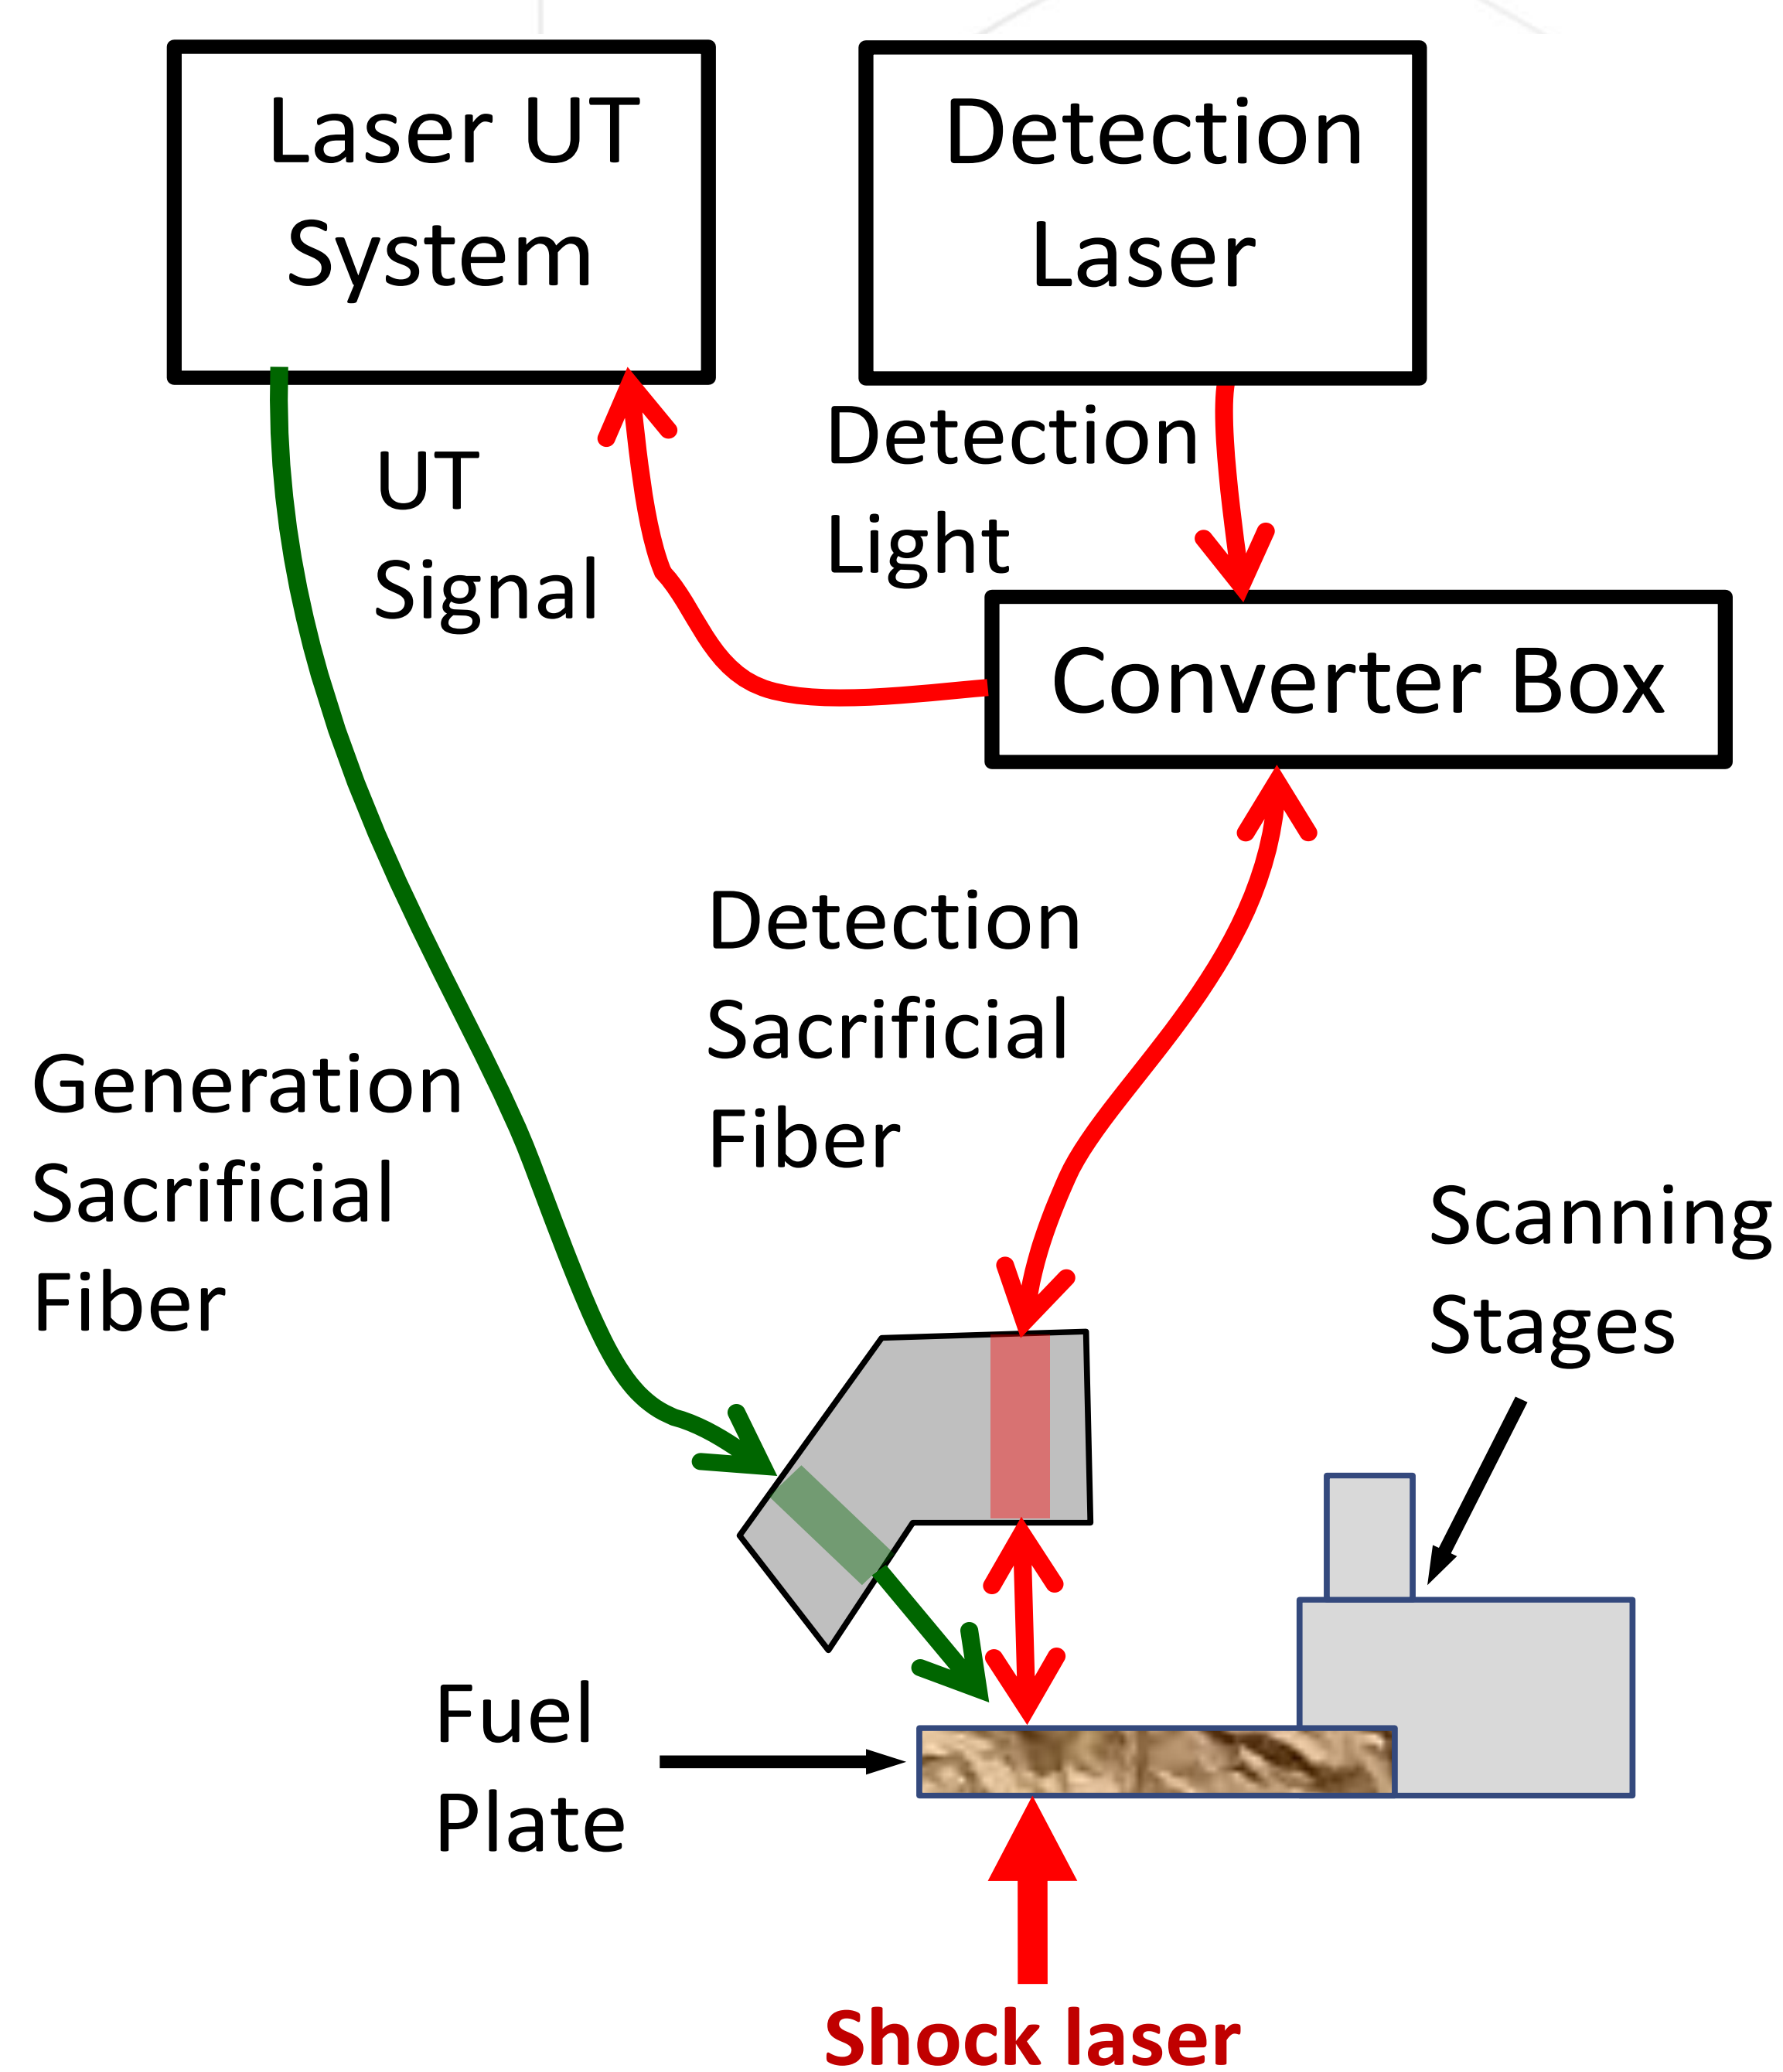 Laser UT
System
Detection
Laser
UT
Signal
Detection
Light
Converter Box
Detection
Sacrificial
Fiber
Generation
Sacrificial
Fiber
Scanning
Stages
Fuel
Plate
Shock laser